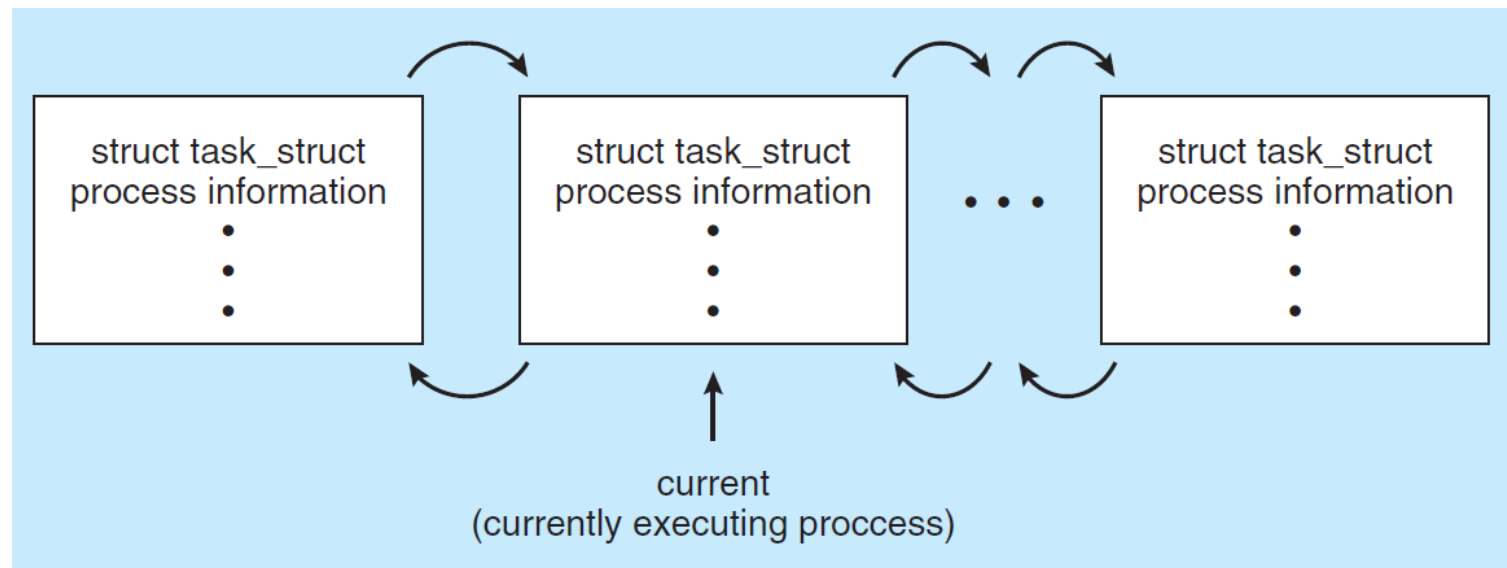 struct task_struct
process information
struct task_struct
process information
struct task_struct
process information
current
(currently executing proccess)